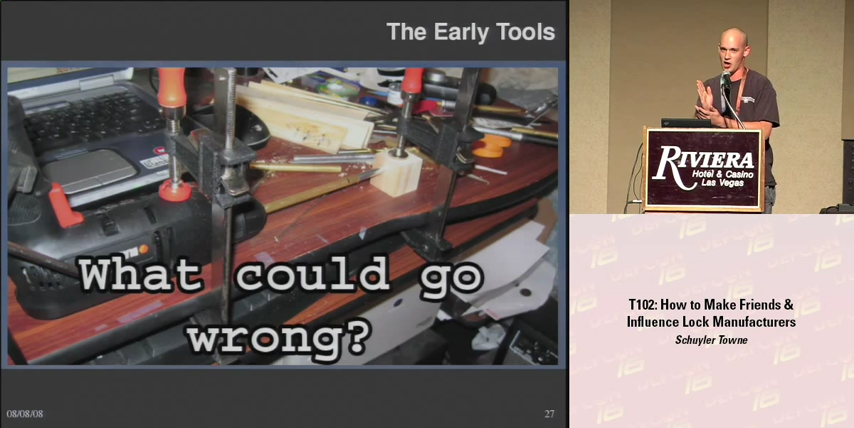 The Early Tools
What could go
wrong?
08/08/08
27
RIVIERA
Hotel & Casino
Las Vegas
T102: How to Make Friends &
Influence Lock Manufacturers
Schuyler Towne